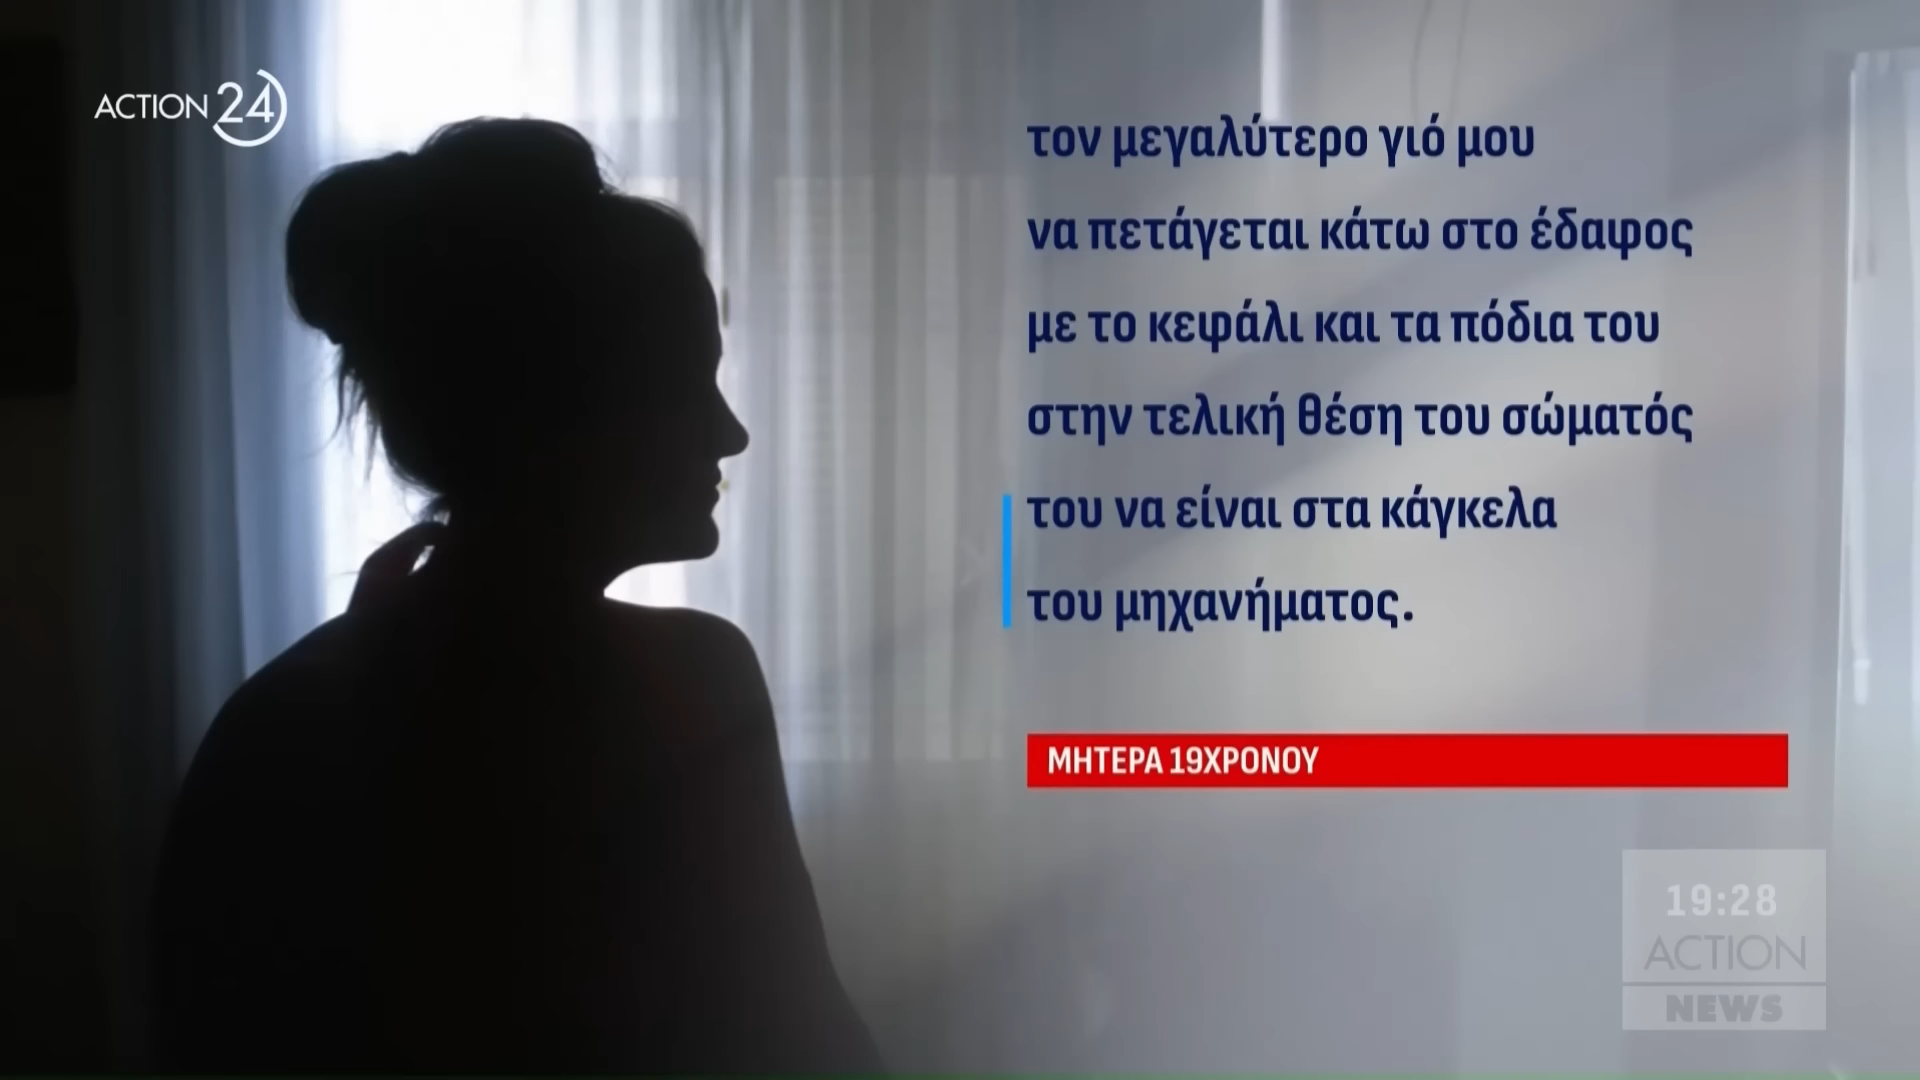 ACTION 24
τον μεγαλύτερο γιό μου
να πετάγεται κάτω στο έδαφος
με το κεφάλι και τα πόδια του
στην τελική θέση του σώματός
του να είναι στα κάγκελα
του μηχανήματος.
ΜΗΤΕΡΑ 19ΧΡΟΝΟΥ
19:28
ACTION
NEWS